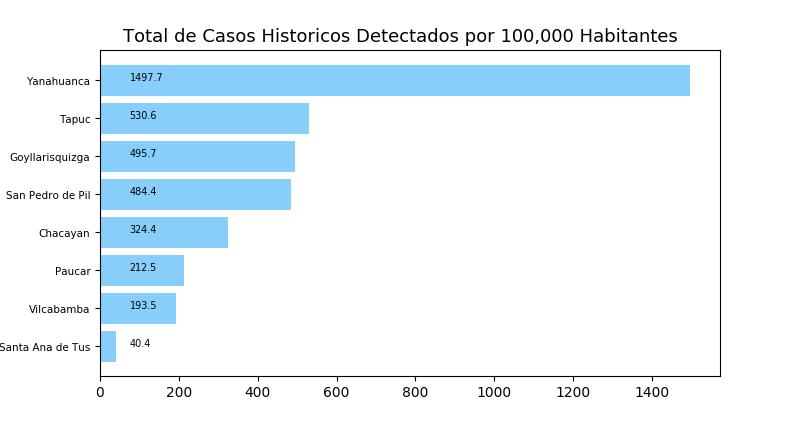 Total de Casos Historicos Detectados por 100,000 Habitantes
Yanahuanca 1497.7
Tapuc 530.6
Goyllarisquizga 495.7
San Pedro de Pil 484.4
Chacayan 324.4
Paucar 212.5
Vilcabamba 193.5
Santa Ana de Tus 40.4
0 200 400 600 800 1000 1200 1400